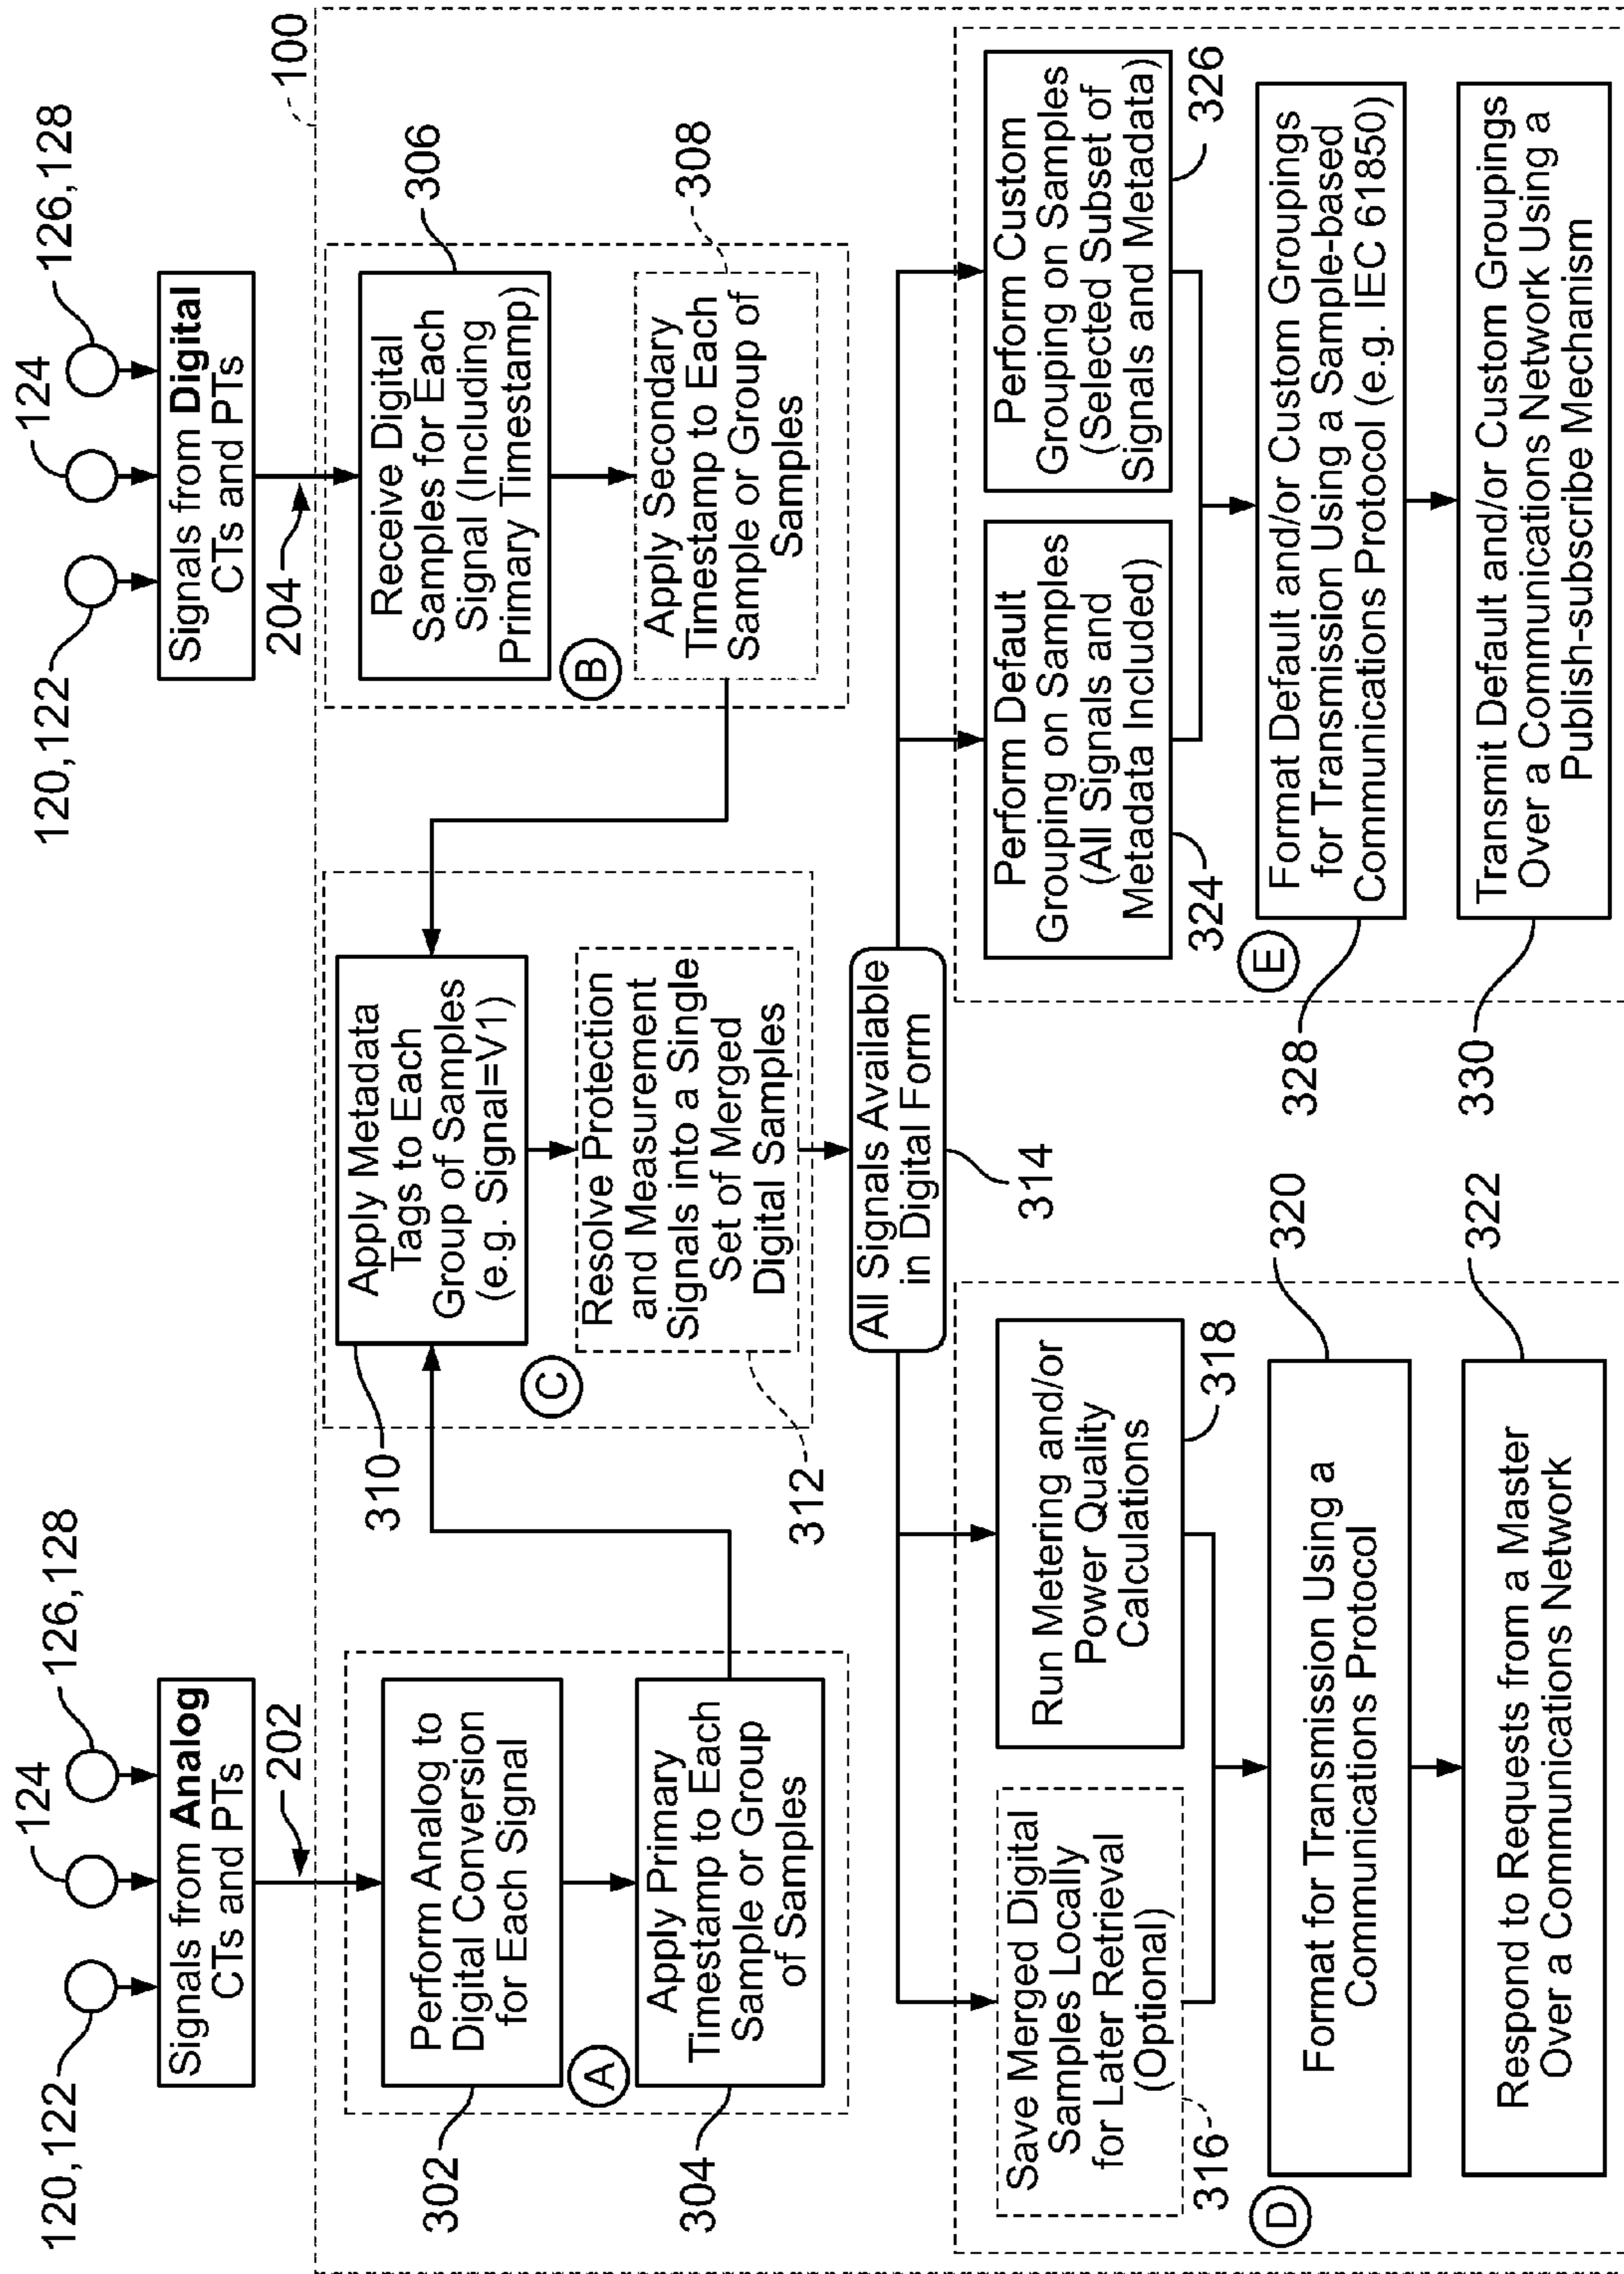 120,122
124
126,128
Signals from Analog
CTs and PTs
202
120,122
124
126,128
Signals from Digital
CTs and PTs
204
100
302
Perform Analog to
Digital Conversion
for Each Signal
A
304
Apply Primary
Timestamp to Each
Sample or Group
of Samples
310
Apply Metadata
Tags to Each
Group of Samples
(e.g. Signal=V1)
C
312
Resolve Protection
and Measurement
Signals into a Single
Set of Merged
Digital Samples
306
Receive Digital
Samples for Each
Signal (Including
Primary Timestamp)
B
308
Apply Secondary
Timestamp to Each
Sample or Group of
Samples
All Signals Available
in Digital Form
314
Save Merged Digital
Samples Locally
for Later Retrieval
(Optional)
316
Run Metering and/or
Power Quality
Calculations
318
D
Format for Transmission Using a
Communications Protocol
320
Respond to Requests from a Master
Over a Communications Network
322
Perform Default
Grouping on Samples
(All Signals and
Metadata Included)
324
Perform Custom
Grouping on Samples
(Selected Subset of
Signals and Metadata)
326
E
328
Format Default and/or Custom Groupings
for Transmission Using a Sample-based
Communications Protocol (e.g. IEC 61850)
330
Transmit Default and/or Custom Groupings
Over a Communications Network Using a
Publish-subscribe Mechanism